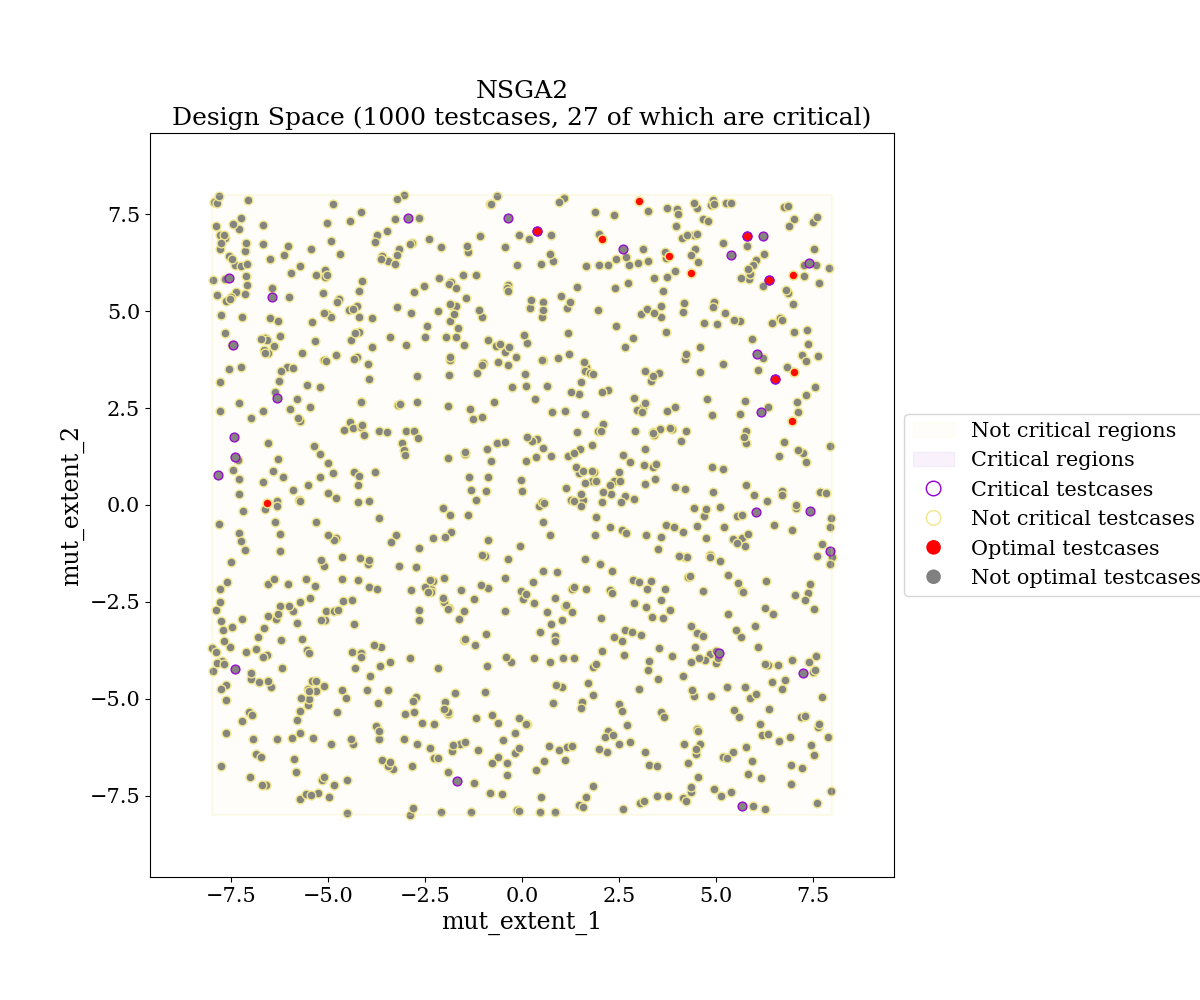 NSGA2
Design Space (1000 testcases, 27 of which are critical)
7.5
5.0
2.5
0.0
−2.5
−5.0
−7.5
mut_extent_2
−7.5 −5.0 −2.5 0.0 2.5 5.0 7.5
mut_extent_1
Not critical regions
Critical regions
Critical testcases
Not critical testcases
Optimal testcases
Not optimal testcases